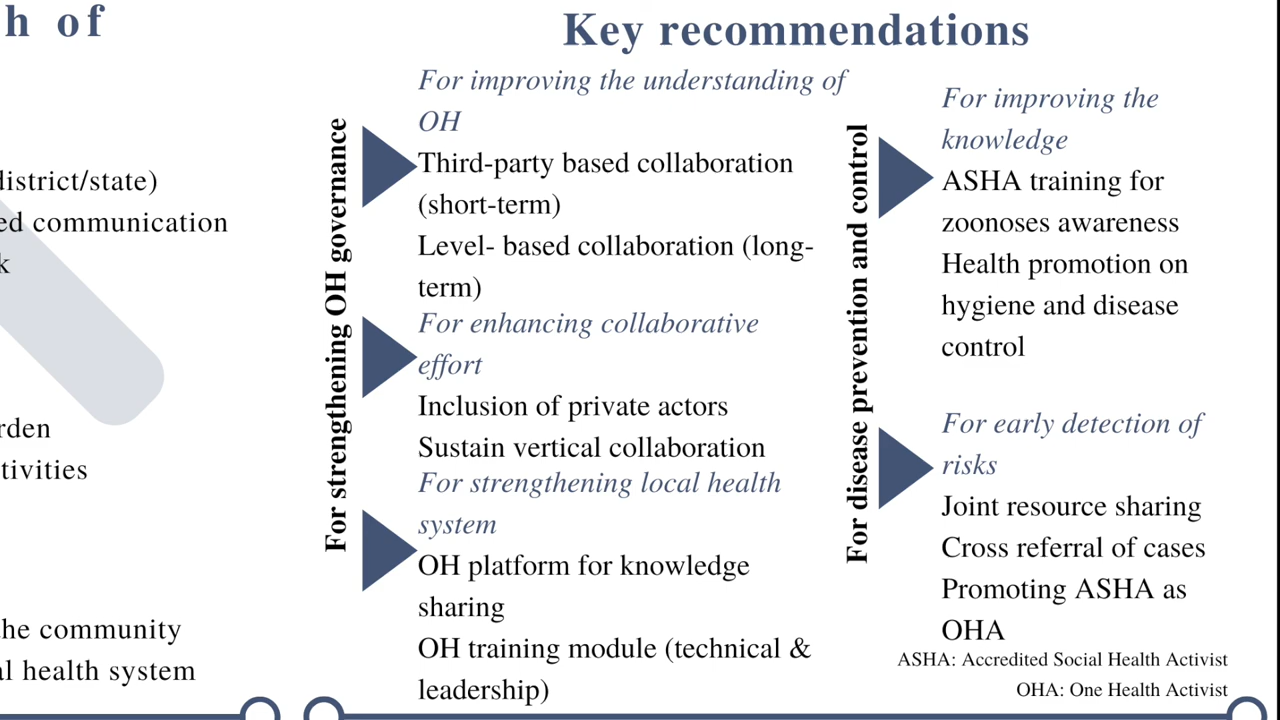 h of
district/state)
ed communication
k
rden
tivities
he community
al health system
Key recommendations
For strengthening OH governance
For improving the understanding of
OH
Third-party based collaboration
(short-term)
Level- based collaboration (long-
term)
For enhancing collaborative
effort
Inclusion of private actors
Sustain vertical collaboration
For strengthening local health
system
OH platform for knowledge
sharing
OH training module (technical &
leadership)
For disease prevention and control
For improving the
knowledge
ASHA training for
zoonoses awareness
Health promotion on
hygiene and disease
control
For early detection of
risks
Joint resource sharing
Cross referral of cases
Promoting ASHA as
OHA
ASHA: Accredited Social Health Activist
OHA: One Health Activist